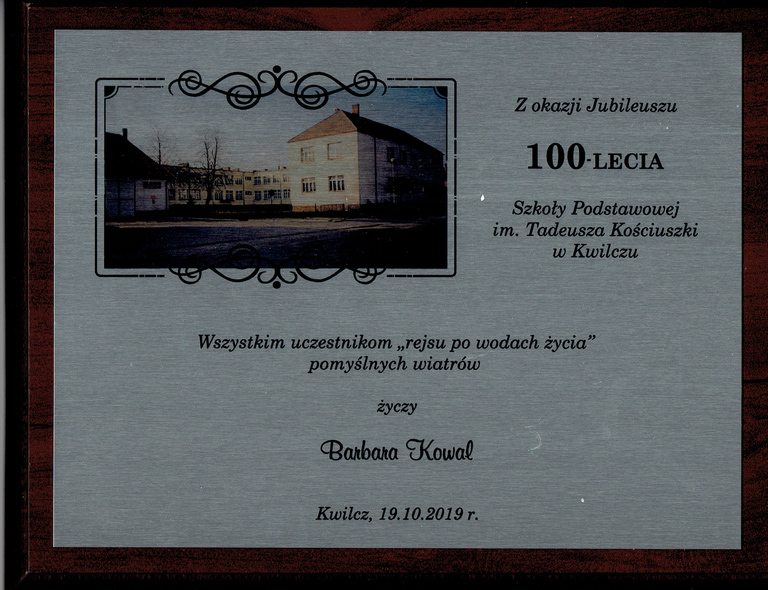 Z okazji Jubileuszu
100-LECIA
Szkoły Podstawowej
im. Tadeusza Kościuszki
w Kwilczu
Wszystkim uczestnikom „rejsu po wodach życia”
pomyślnych wiatrów
życzy
Barbara Kowal
Kwilcz, 19.10.2019 r.